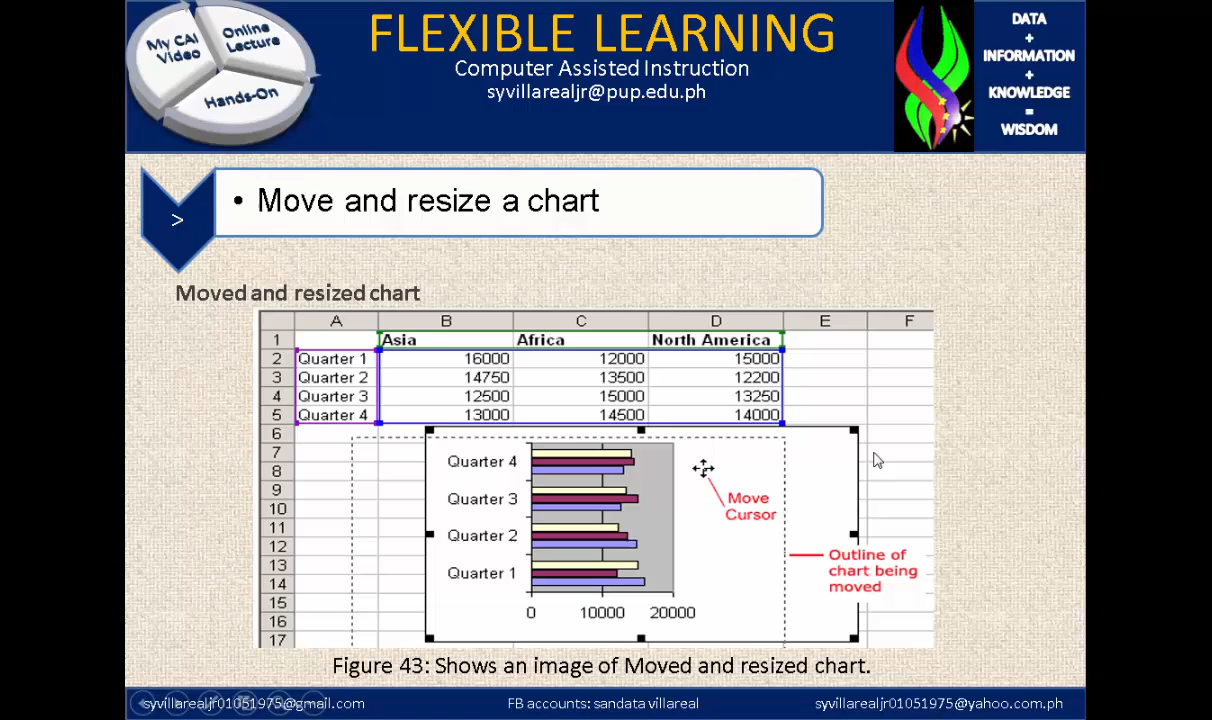 My CAI
Video
Online
Lecture
Hands-On
FLEXIBLE LEARNING
Computer Assisted Instruction
syvillarealjr@pup.edu.ph
DATA
+
INFORMATION
+
KNOWLEDGE
=
WISDOM
>
• Move and resize a chart
Moved and resized chart
A B C D E F
1 Asia Africa North America
2 Quarter 1 16000 12000 15000
3 Quarter 2 14750 13500 12200
4 Quarter 3 12500 15000 13250
5 Quarter 4 13000 14500 14000
6
7
8
9
10
11
12
13
14
15
16
17
Quarter 4
Quarter 3
Quarter 2
Quarter 1
0 10000 20000
Move
Cursor
Outline of
chart being
moved
Figure 43: Shows an image of Moved and resized chart.
syvillarealjr01051975@gmail.com FB accounts: sandata villareal syvillarealjr01051975@yahoo.com.ph